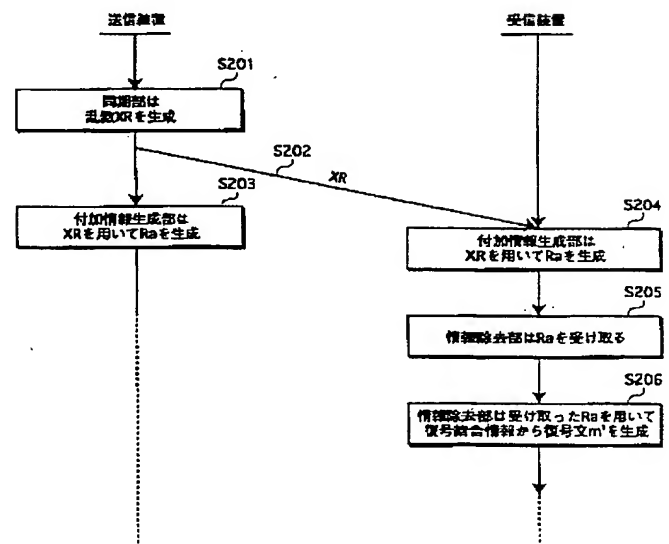 送信装置
受信装置
S201
同期部は
乱数XRを生成
S202
XR
S203
付加情報生成部は
XRを用いてRaを生成
S204
付加情報生成部は
XRを用いてRaを生成
S205
情報除去部はRaを受け取る
S206
情報除去部は受け取ったRaを用いて
復号結合情報から復号文m'を生成